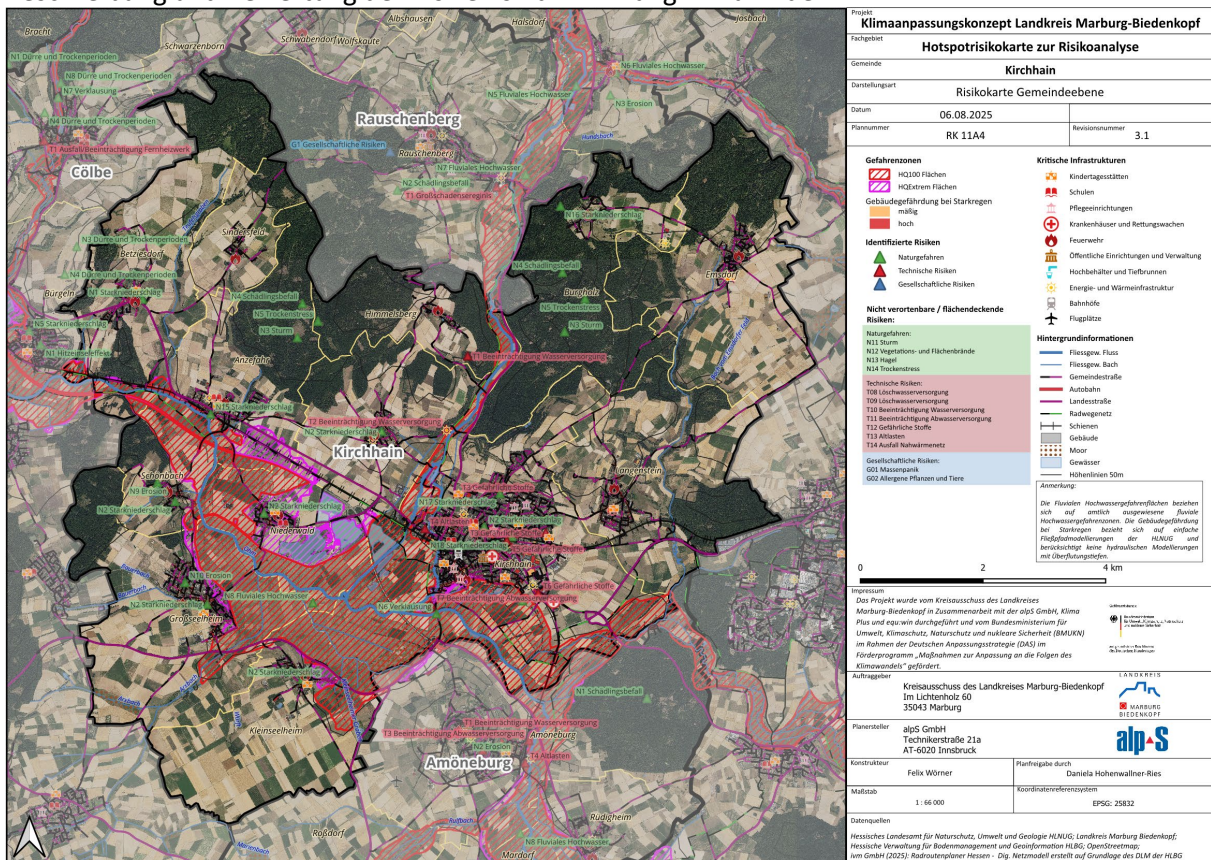 Projekt
Klimaanpassungskonzept Landkreis Marburg-Biedenkopf
Fachgebiet
Hotspotrisikokarte zur Risikoanalyse
Gemeinde
Kirchhain
Darstellungsart
Risikokarte Gemeindeebene
Datum
06.08.2025
Plannummer
RK 11A4
Revisionsnummer
3.1
Gefahrenzonen
HQ100 Flächen
HQExtrem Flächen
Gebäudegefährdung bei Starkregen
mäßig
hoch
Identifizierte Risiken
Naturgefahren
Technische Risiken
Gesellschaftliche Risiken
Nicht verortenbare / flächendeckende
Risiken:
Naturgefahren:
N11 Sturm
N12 Vegetations- und Flächenbrände
N13 Hagel
N14 Trockenstress
Technische Risiken:
T08 Löschwasserversorgung
T09 Löschwasserversorgung
T10 Beeinträchtigung Wasserversorgung
T11 Beeinträchtigung Abwasserversorgung
T12 Gefährliche Stoffe
T13 Altlasten
T14 Ausfall Nahwärmenetz
Gesellschaftliche Risiken:
G01 Massenpanik
G02 Allergene Pflanzen und Tiere
Kritische Infrastrukturen
Kindertagesstätten
Schulen
Pflegeeinrichtungen
Krankenhäuser und Rettungswachen
Feuerwehr
Öffentliche Einrichtungen und Verwaltung
Hochbehälter und Tiefbrunnen
Energie- und Wärmeinfrastruktur
Bahnhöfe
Flugplätze
Hintergrundinformationen
Fliessgew. Fluss
Fliessgew. Bach
Gemeindestraße
Autobahn
Landesstraße
Radwegenetz
Schienen
Gebäude
Moor
Gewässer
Höhenlinien 50m
Anmerkung:
Die Fluvialen Hochwassergefahrenflächen beziehen
sich auf amtlich ausgewiesene fluviale
Hochwassergefahrenzonen. Die Gebäudegefährdung
bei Starkregen bezieht sich auf einfache
Fließpfadmodellierungen der HLNUG und
berücksichtigt keine hydraulischen Modellierungen
mit Überflutungstiefen.
0 2 4 km
Impressum
Das Projekt wurde vom Kreisausschuss des Landkreises
Marburg-Biedenkopf in Zusammenarbeit mit der alpS GmbH, Klima
Plus und equ:win durchgeführt und vom Bundesministerium für
Umwelt, Klimaschutz, Naturschutz und nukleare Sicherheit (BMUKN)
im Rahmen der Deutschen Anpassungsstrategie (DAS) im
Förderprogramm „Maßnahmen zur Anpassung an die Folgen des
Klimawandels" gefördert.
Auftraggeber
Kreisausschuss des Landkreises Marburg-Biedenkopf
Im Lichtenholz 60
35043 Marburg
LANDKREIS
MARBURG
BIEDENKOPF
Planersteller
alpS GmbH
Technikerstraße 21a
AT-6020 Innsbruck
alpS
Konstrukteur
Felix Wörner
Planfreigabe durch
Daniela Hohenwallner-Ries
Maßstab
1 : 66 000
Koordinatenreferenzsystem
EPSG: 25832
Datenquellen
Hessisches Landesamt für Naturschutz, Umwelt und Geologie HLNUG; Landkreis Marburg Biedenkopf;
Hessische Verwaltung für Bodenmanagement und Geoinformation HLBG; OpenStreetmap;
ivm GmbH (2025): Radroutenplaner Hessen - Dig. Netzmodell erstellt auf Grundlage des DLM der HLBG
Bracht
Albshausen
Halsdorf
Josbach
Schwarzenborn
Schwabendorf
Wolfskaute
N1 Dürre und Trockenperioden
N8 Dürre und Trockenperioden
N7 Verklausung
N4 Dürre und Trockenperioden
T1 Ausfall/Beeinträchtigung Fernheizwerk
Cölbe
N6 Fluviales Hochwasser
N5 Fluviales Hochwasser
N3 Erosion
Rauschenberg
Hundsbach
G1 Gesellschaftliche Risiken
Rauschenberg
N7 Fluviales Hochwasser
N2 Schädlingsbefall
T1 Großschadensereignis
N16 Starkniederschlag
Sindersfeld
N3 Dürre und Trockenperioden
Betziesdorf
N4 Dürre und Trockenperioden
N1 Starkniederschlag
Bürgeln
N5 Starkniederschlag
N1 Hitzeinseleffekt
N4 Schädlingsbefall
N5 Trockenstress
N3 Sturm
Anzefahr
Himmelsberg
N4 Schädlingsbefall
Burgholz
N5 Trockenstress
N3 Sturm
Emsdorf
T1 Beeinträchtigung Wasserversorgung
N15 Starkniederschlag
T2 Beeinträchtigung Wasserversorgung
N2 Starkniederschlag
Kirchhain
Langenstein
Schönbach
N9 Erosion
N2 Starkniederschlag
N9 Starkniederschlag
Niederwald
T3 Gefährliche Stoffe
N17 Starkniederschlag
N2 Starkniederschlag
T4 Altlasten
N18 Starkniederschlag
T5 Gefährliche Stoffe
Kirchhain
T6 Gefährliche Stoffe
T7 Beeinträchtigung Abwasserversorgung
N10 Erosion
N8 Fluviales Hochwasser
N2 Starkniederschlag
Großseelheim
N6 Verklausung
N2 Starkniederschlag
Kleinseelheim
N1 Schädlingsbefall
T1 Beeinträchtigung Wasserversorgung
T3 Beeinträchtigung Abwasserversorgung
Amöneburg
N2 Erosion
T4 Altlasten
Amöneburg
Roßdorf
Rüdigheim
Rulfbach
N8 Fluviales Hochwasser
Mardorf